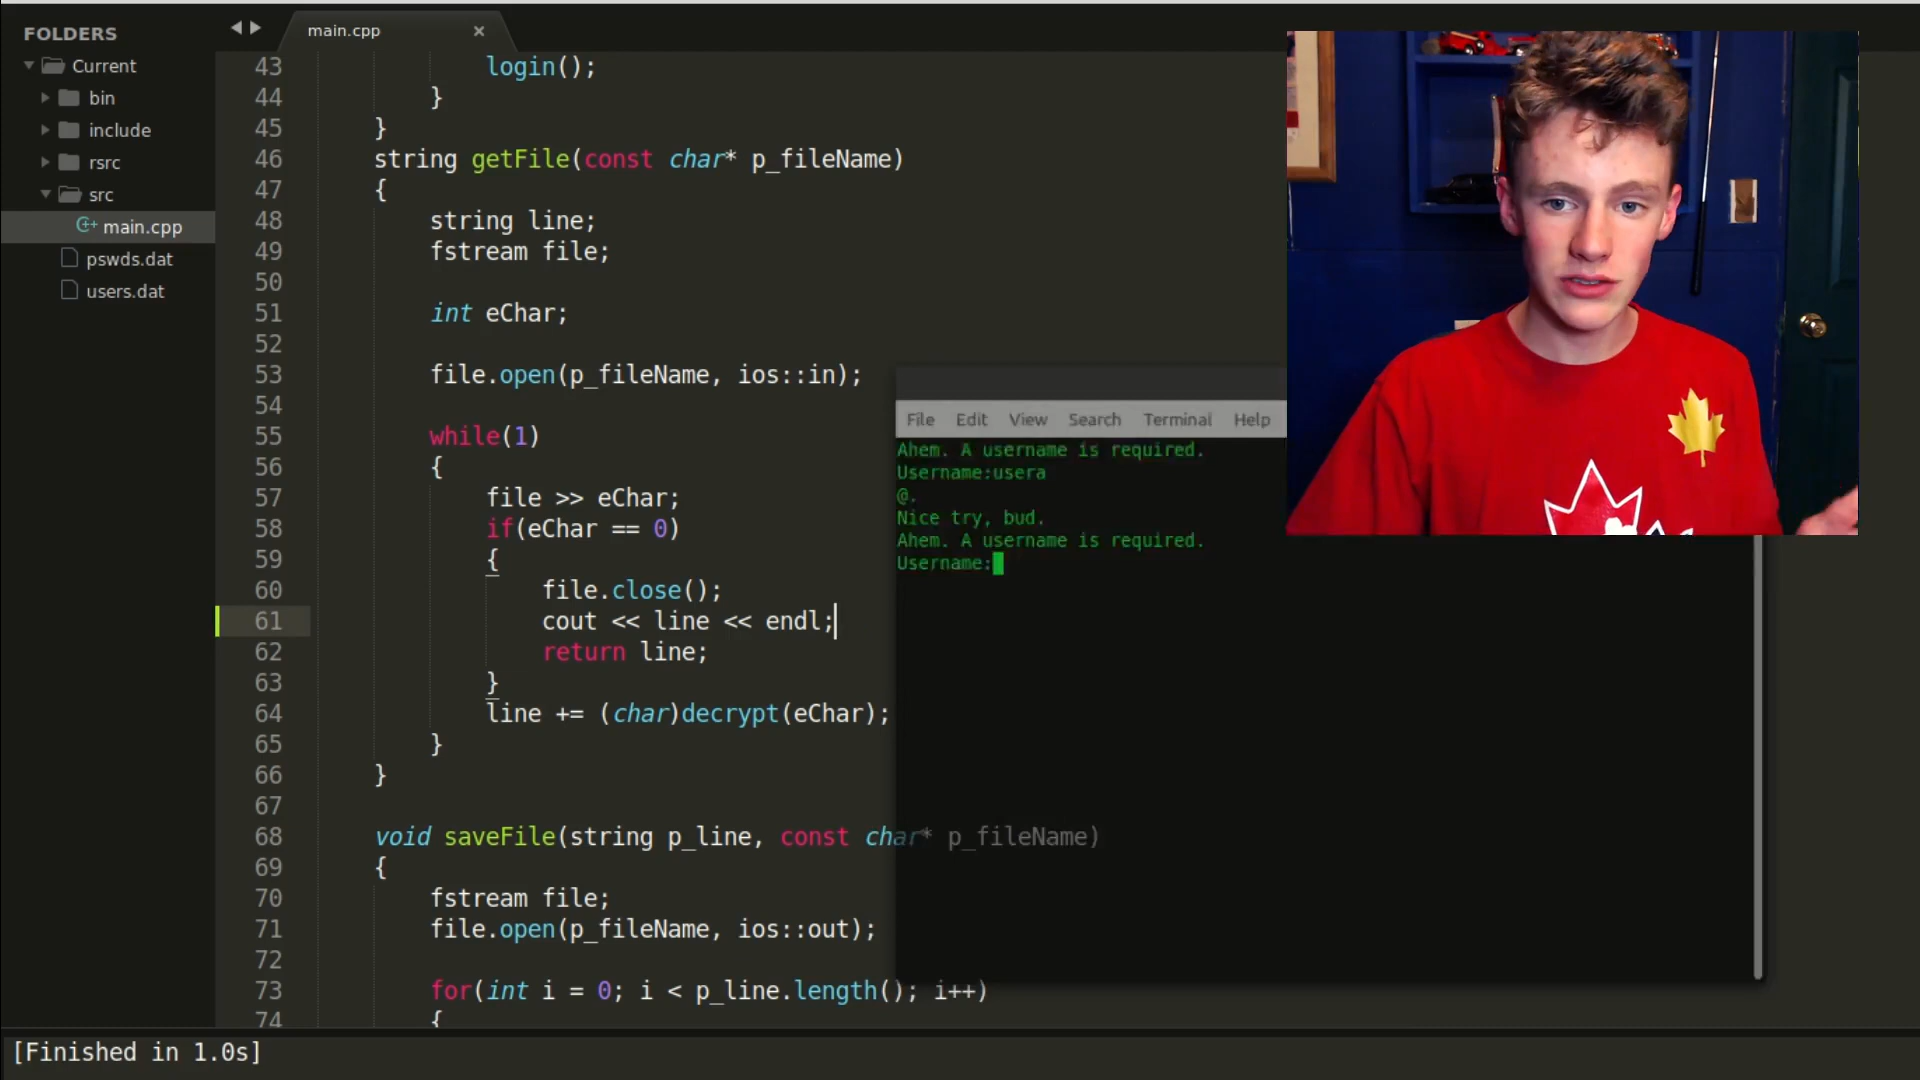 FOLDERS
Current
bin
include
rsrc
src
main.cpp
pswds.dat
users.dat
main.cpp ×
43 login();
44 }
45 }
46 string getFile(const char* p_fileName)
47 {
48 string line;
49 fstream file;
50
51 int eChar;
52
53 file.open(p_fileName, ios::in);
54
55 while(1)
56 {
57 file >> eChar;
58 if(eChar == 0)
59 {
60 file.close();
61 cout << line << endl;
62 return line;
63 }
64 line += (char)decrypt(eChar);
65 }
66 }
67
68 void saveFile(string p_line, const char* p_fileName)
69 {
70 fstream file;
71 file.open(p_fileName, ios::out);
72
73 for(int i = 0; i < p_line.length(); i++)
74 {
File Edit View Search Terminal Help
Ahem. A username is required.
Username:usera
@.
Nice try, bud.
Ahem. A username is required.
Username:
[Finished in 1.0s]